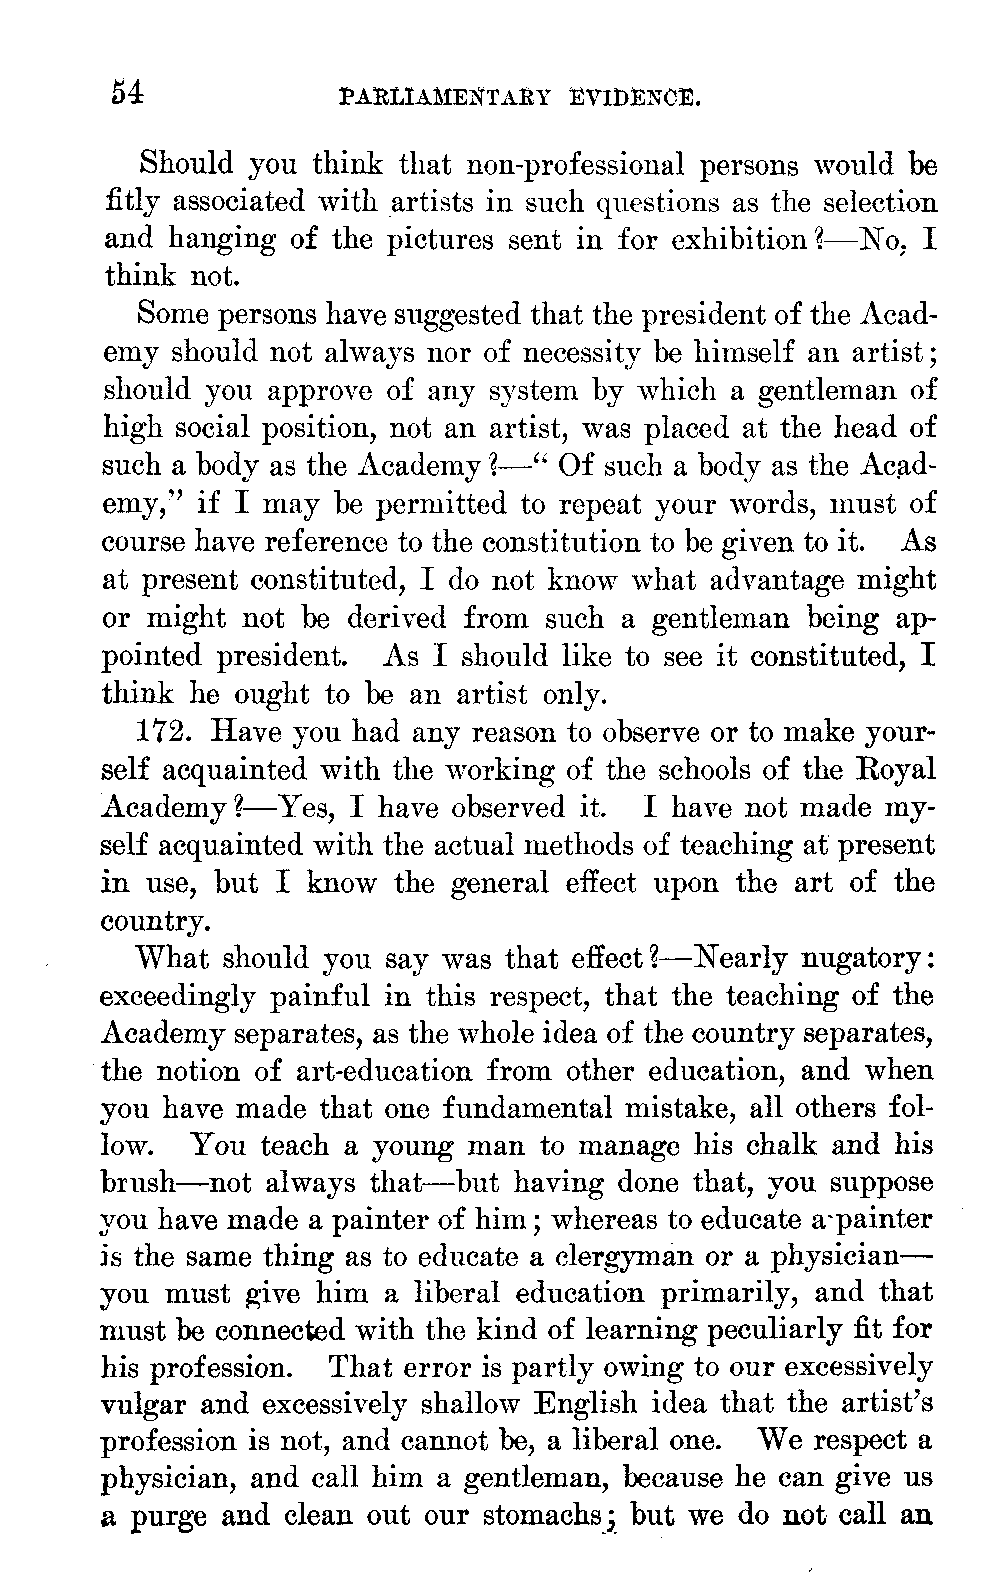 54 PARLIAMENTARY EVIDENCE.
Should you think that non-professional persons would be
fitly associated with artists in such questions as the selection
and hanging of the pictures sent in for exhibition?—No, I
think not.
Some persons have suggested that the president of the Acad-
emy should not always nor of necessity be himself an artist;
should you approve of any system by which a gentleman of
high social position, not an artist, was placed at the head of
such a body as the Academy?—“Of such a body as the Acad-
emy,” if I may be permitted to repeat your words, must of
course have reference to the constitution to be given to it. As
at present constituted, I do not know what advantage might
or might not be derived from such a gentleman being ap-
pointed president. As I should like to see it constituted, I
think he ought to be an artist only.
172. Have you had any reason to observe or to make your-
self acquainted with the working of the schools of the Royal
Academy?—Yes, I have observed it. I have not made my-
self acquainted with the actual methods of teaching at present
in use, but I know the general effect upon the art of the
country.
What should you say was that effect?—Nearly nugatory:
exceedingly painful in this respect, that the teaching of the
Academy separates, as the whole idea of the country separates,
the notion of art-education from other education, and when
you have made that one fundamental mistake, all others fol-
low. You teach a young man to manage his chalk and his
brush—not always that—but having done that, you suppose
you have made a painter of him; whereas to educate a painter
is the same thing as to educate a clergyman or a physician—
you must give him a liberal education primarily, and that
must be connected with the kind of learning peculiarly fit for
his profession. That error is partly owing to our excessively
vulgar and excessively shallow English idea that the artist’s
profession is not, and cannot be, a liberal one. We respect a
physician, and call him a gentleman, because he can give us
a purge and clean out our stomachs; but we do not call an